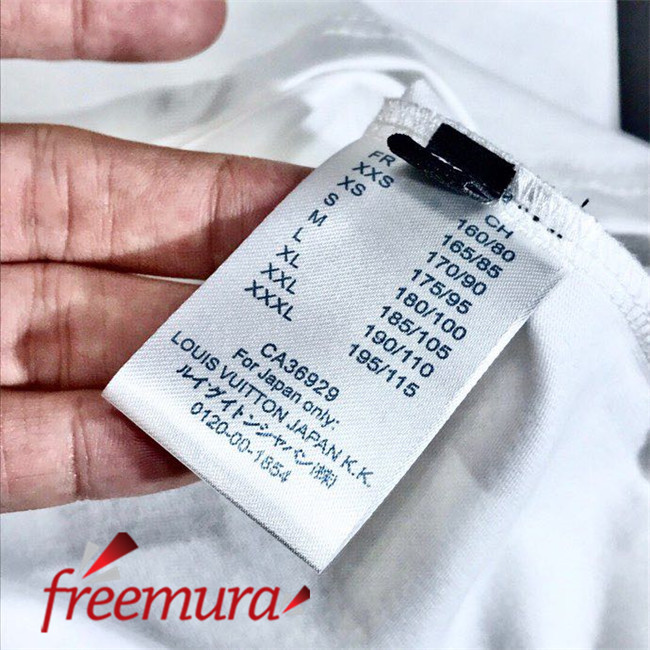 FR CH
XXS 160/80
XS 165/85
S 170/90
M 175/95
L 180/100
XL 185/105
XXL 190/110
XXXL 195/115
CA36929
For Japan only:
LOUIS VUITTON JAPAN K.K.
ルイヴィトンジャパン(株)
0120-00-1854
freemura